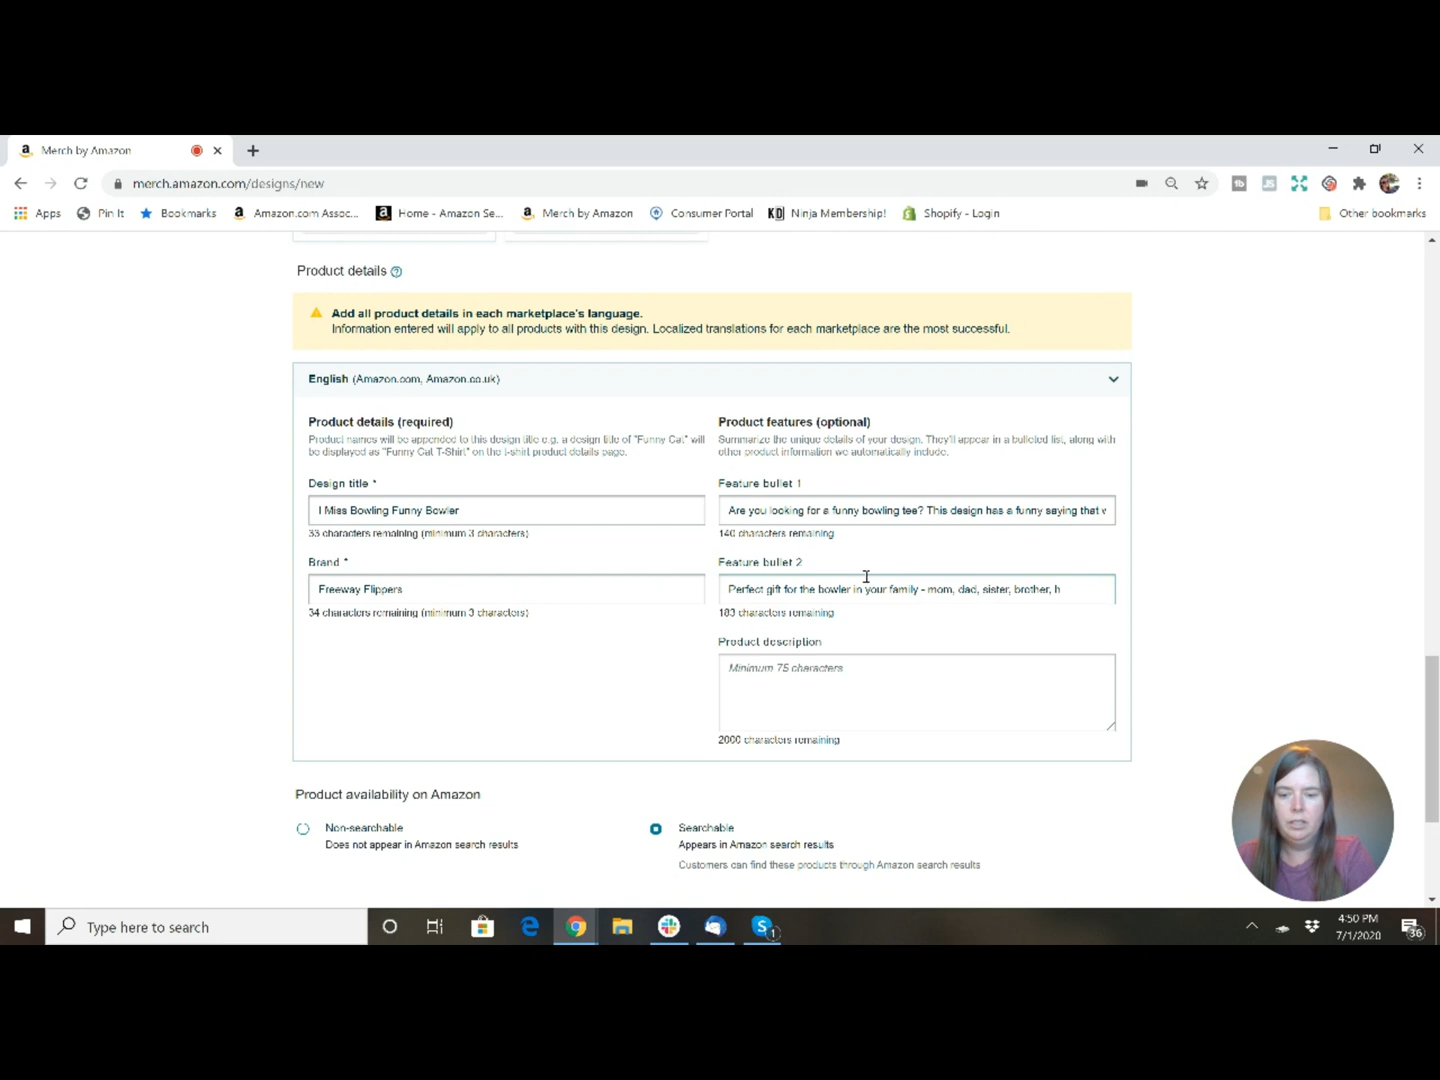 Merch by Amazon
merch.amazon.com/designs/new
Apps Pin It Bookmarks Amazon.com Assoc... Home - Amazon Se... Merch by Amazon Consumer Portal KD Ninja Membership! Shopify - Login Other bookmarks
Product details
Add all product details in each marketplace's language.
Information entered will apply to all products with this design. Localized translations for each marketplace are the most successful.
English (Amazon.com, Amazon.co.uk)
Product details (required)
Product names will be appended to this design title e.g. a design title of "Funny Cat" will
be displayed as "Funny Cat T-Shirt" on the t-shirt product details page.
Design title *
I Miss Bowling Funny Bowler
33 characters remaining (minimum 3 characters)
Brand *
Freeway Flippers
34 characters remaining (minimum 3 characters)
Product features (optional)
Summarize the unique details of your design. They'll appear in a bulleted list, along with
other product information we automatically include.
Feature bullet 1
Are you looking for a funny bowling tee? This design has a funny saying that
140 characters remaining
Feature bullet 2
Perfect gift for the bowler in your family - mom, dad, sister, brother, h
183 characters remaining
Product description
Minimum 75 characters
2000 characters remaining
Product availability on Amazon
Non-searchable
Does not appear in Amazon search results
Searchable
Appears in Amazon search results
Customers can find these products through Amazon search results
Type here to search
4:50 PM
7/1/2020
36